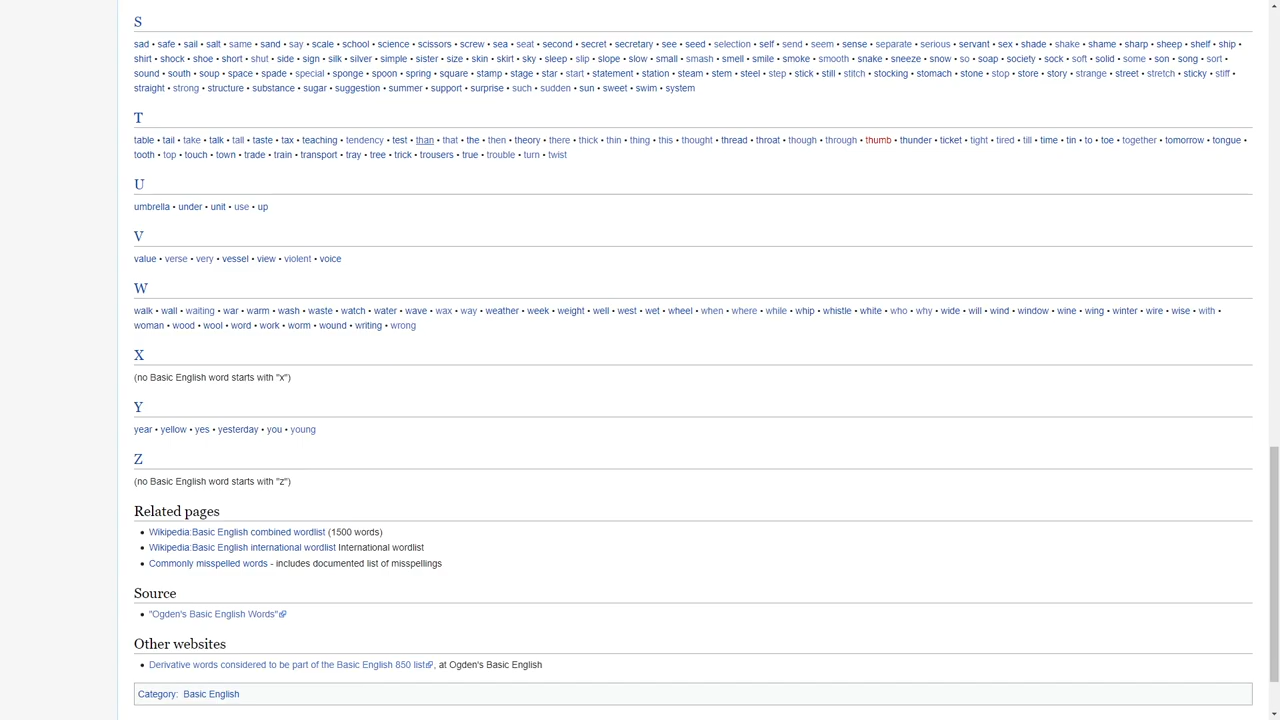 S
sad • safe • sail • salt • same • sand • say • scale • school • science • scissors • screw • sea • seat • second • secret • secretary • see • seed • selection • self • send • seem • sense • separate • serious • servant • sex • shade • shake • shame • sharp • sheep • shelf • ship •
shirt • shock • shoe • short • shut • side • sign • silk • silver • simple • sister • size • skin • skirt • sky • sleep • slip • slope • slow • small • smash • smell • smile • smoke • smooth • snake • sneeze • snow • so • soap • society • sock • soft • solid • some • son • song • sort •
sound • south • soup • space • spade • special • sponge • spoon • spring • square • stamp • stage • star • start • statement • station • steam • stem • steel • step • stick • still • stitch • stocking • stomach • stone • stop • store • story • strange • street • stretch • sticky • stiff •
straight • strong • structure • substance • sugar • suggestion • summer • support • surprise • such • sudden • sun • sweet • swim • system
T
table • tail • take • talk • tall • taste • tax • teaching • tendency • test • than • that • the • then • theory • there • thick • thin • thing • this • thought • thread • throat • though • through • thumb • thunder • ticket • tight • tired • till • time • tin • to • toe • together • tomorrow • tongue •
tooth • top • touch • town • trade • train • transport • tray • tree • trick • trousers • true • trouble • turn • twist
U
umbrella • under • unit • use • up
V
value • verse • very • vessel • view • violent • voice
W
walk • wall • waiting • war • warm • wash • waste • watch • water • wave • wax • way • weather • week • weight • well • west • wet • wheel • when • where • while • whip • whistle • white • who • why • wide • will • wind • window • wine • wing • winter • wire • wise • with •
woman • wood • wool • word • work • worm • wound • writing • wrong
X
(no Basic English word starts with "x")
Y
year • yellow • yes • yesterday • you • young
Z
(no Basic English word starts with "z")
Related pages
• Wikipedia:Basic English combined wordlist (1500 words)
• Wikipedia:Basic English international wordlist International wordlist
• Commonly misspelled words - includes documented list of misspellings
Source
• "Ogden's Basic English Words"
Other websites
• Derivative words considered to be part of the Basic English 850 list, at Ogden's Basic English
Category: Basic English